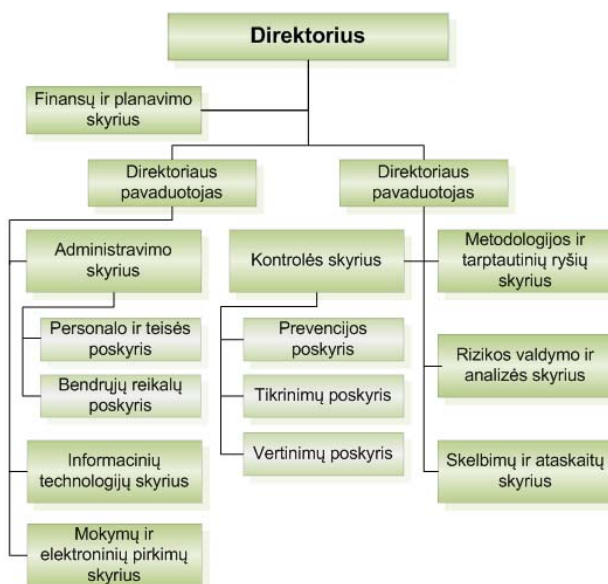 Direktorius
Finansų ir planavimo
skyrius
Direktoriaus
pavaduotojas
Direktoriaus
pavaduotojas
Administravimo
skyrius
Personalo ir teisės
poskyris
Bendrųjų reikalų
poskyris
Informacinių
technologijų skyrius
Mokymų ir
elektroninių pirkimų
skyrius
Kontrolės skyrius
Prevencijos
poskyris
Tikrinimų poskyris
Vertinimų poskyris
Metodologijos ir
tarptautinių ryšių
skyrius
Rizikos valdymo ir
analizės skyrius
Skelbimų ir ataskaitų
skyrius